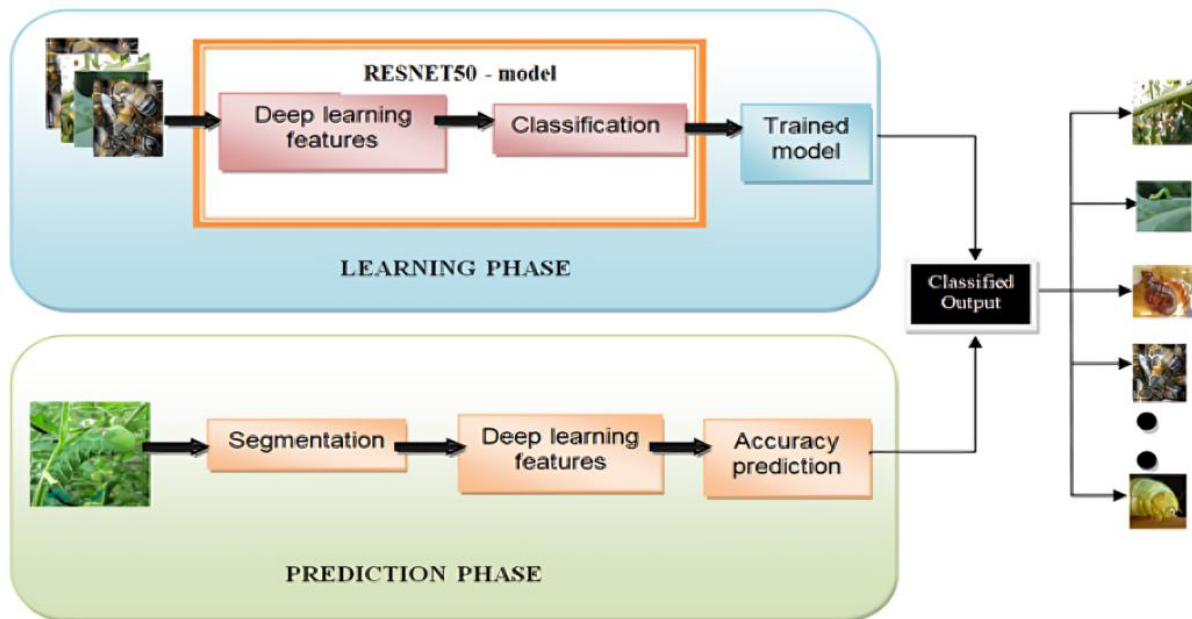 RESNET50 - model
Deep learning
features
Classification
Trained
model
LEARNING PHASE
Classified
Output
Segmentation
Deep learning
features
Accuracy
prediction
PREDICTION PHASE